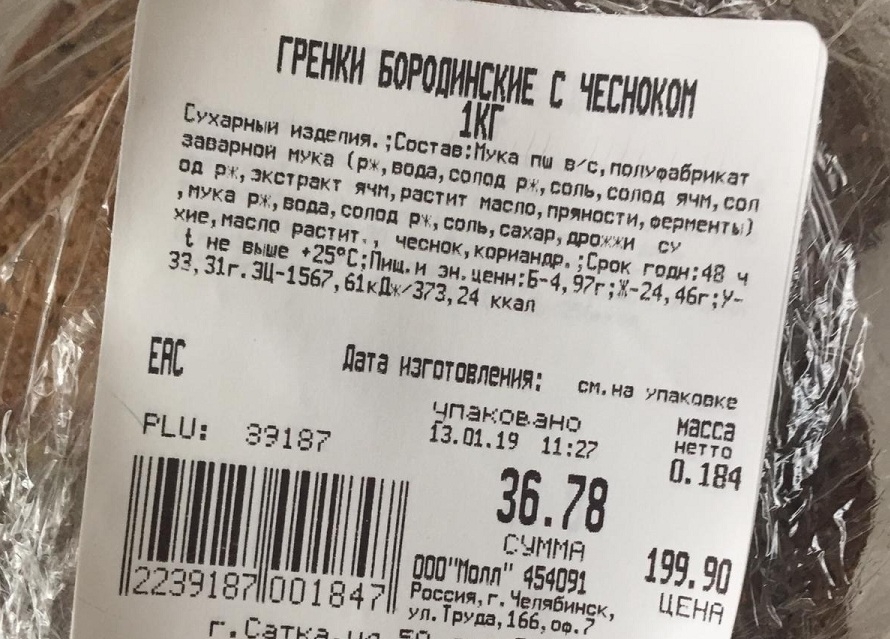 ГРЕНКИ БОРОДИНСКИЕ С ЧЕСНОКОМ
1КГ
Сухарный изделия.;Состав:Мука пш в/с,полуфабрикат
заварной мука (рж,вода,солод рж,соль,солод ячм,сол
од рж,экстракт ячм,растит масло,пряности,ферменты)
,мука рж,вода,солод рж,соль,сахар,дрожжи су
хие,масло растит., чеснок,кориандр.;Срок годн:48 ч
t не выше +25°C;Пищ.и эн.ценн:Б-4,97г;Ж-24,46г;У-
33,31г.ЭЦ-1567,61кДж/373,24 ккал
ЕАС
Дата изготовления: см.на упаковке
PLU: 39187
упаковано
13.01.19 11:27
масса
нетто
0.184
36.78
СУММА
199.90
ЦЕНА
2239187001847
ООО"Молл" 454091
Россия,г.Челябинск,
ул.Труда,166,оф.7
г.Сатка